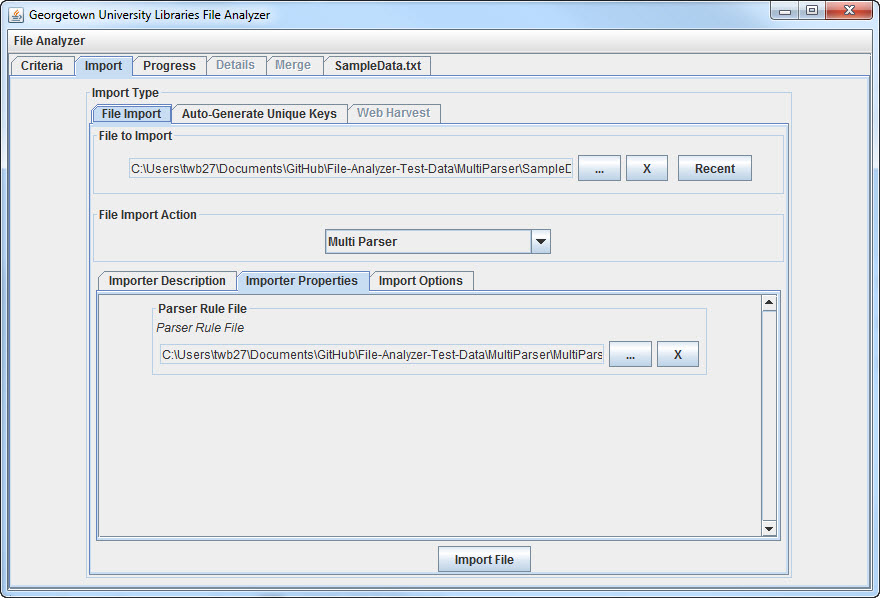 Georgetown University Libraries File Analyzer
File Analyzer
Criteria Import Progress Details Merge SampleData.txt
Import Type
File Import Auto-Generate Unique Keys Web Harvest
File to Import
C:\Users\twb27\Documents\GitHub\File-Analyzer-Test-Data\MultiParser\SampleD ... X Recent
File Import Action
Multi Parser
Importer Description Importer Properties Import Options
Parser Rule File
Parser Rule File
C:\Users\twb27\Documents\GitHub\File-Analyzer-Test-Data\MultiParser\MultiPars ... X
Import File